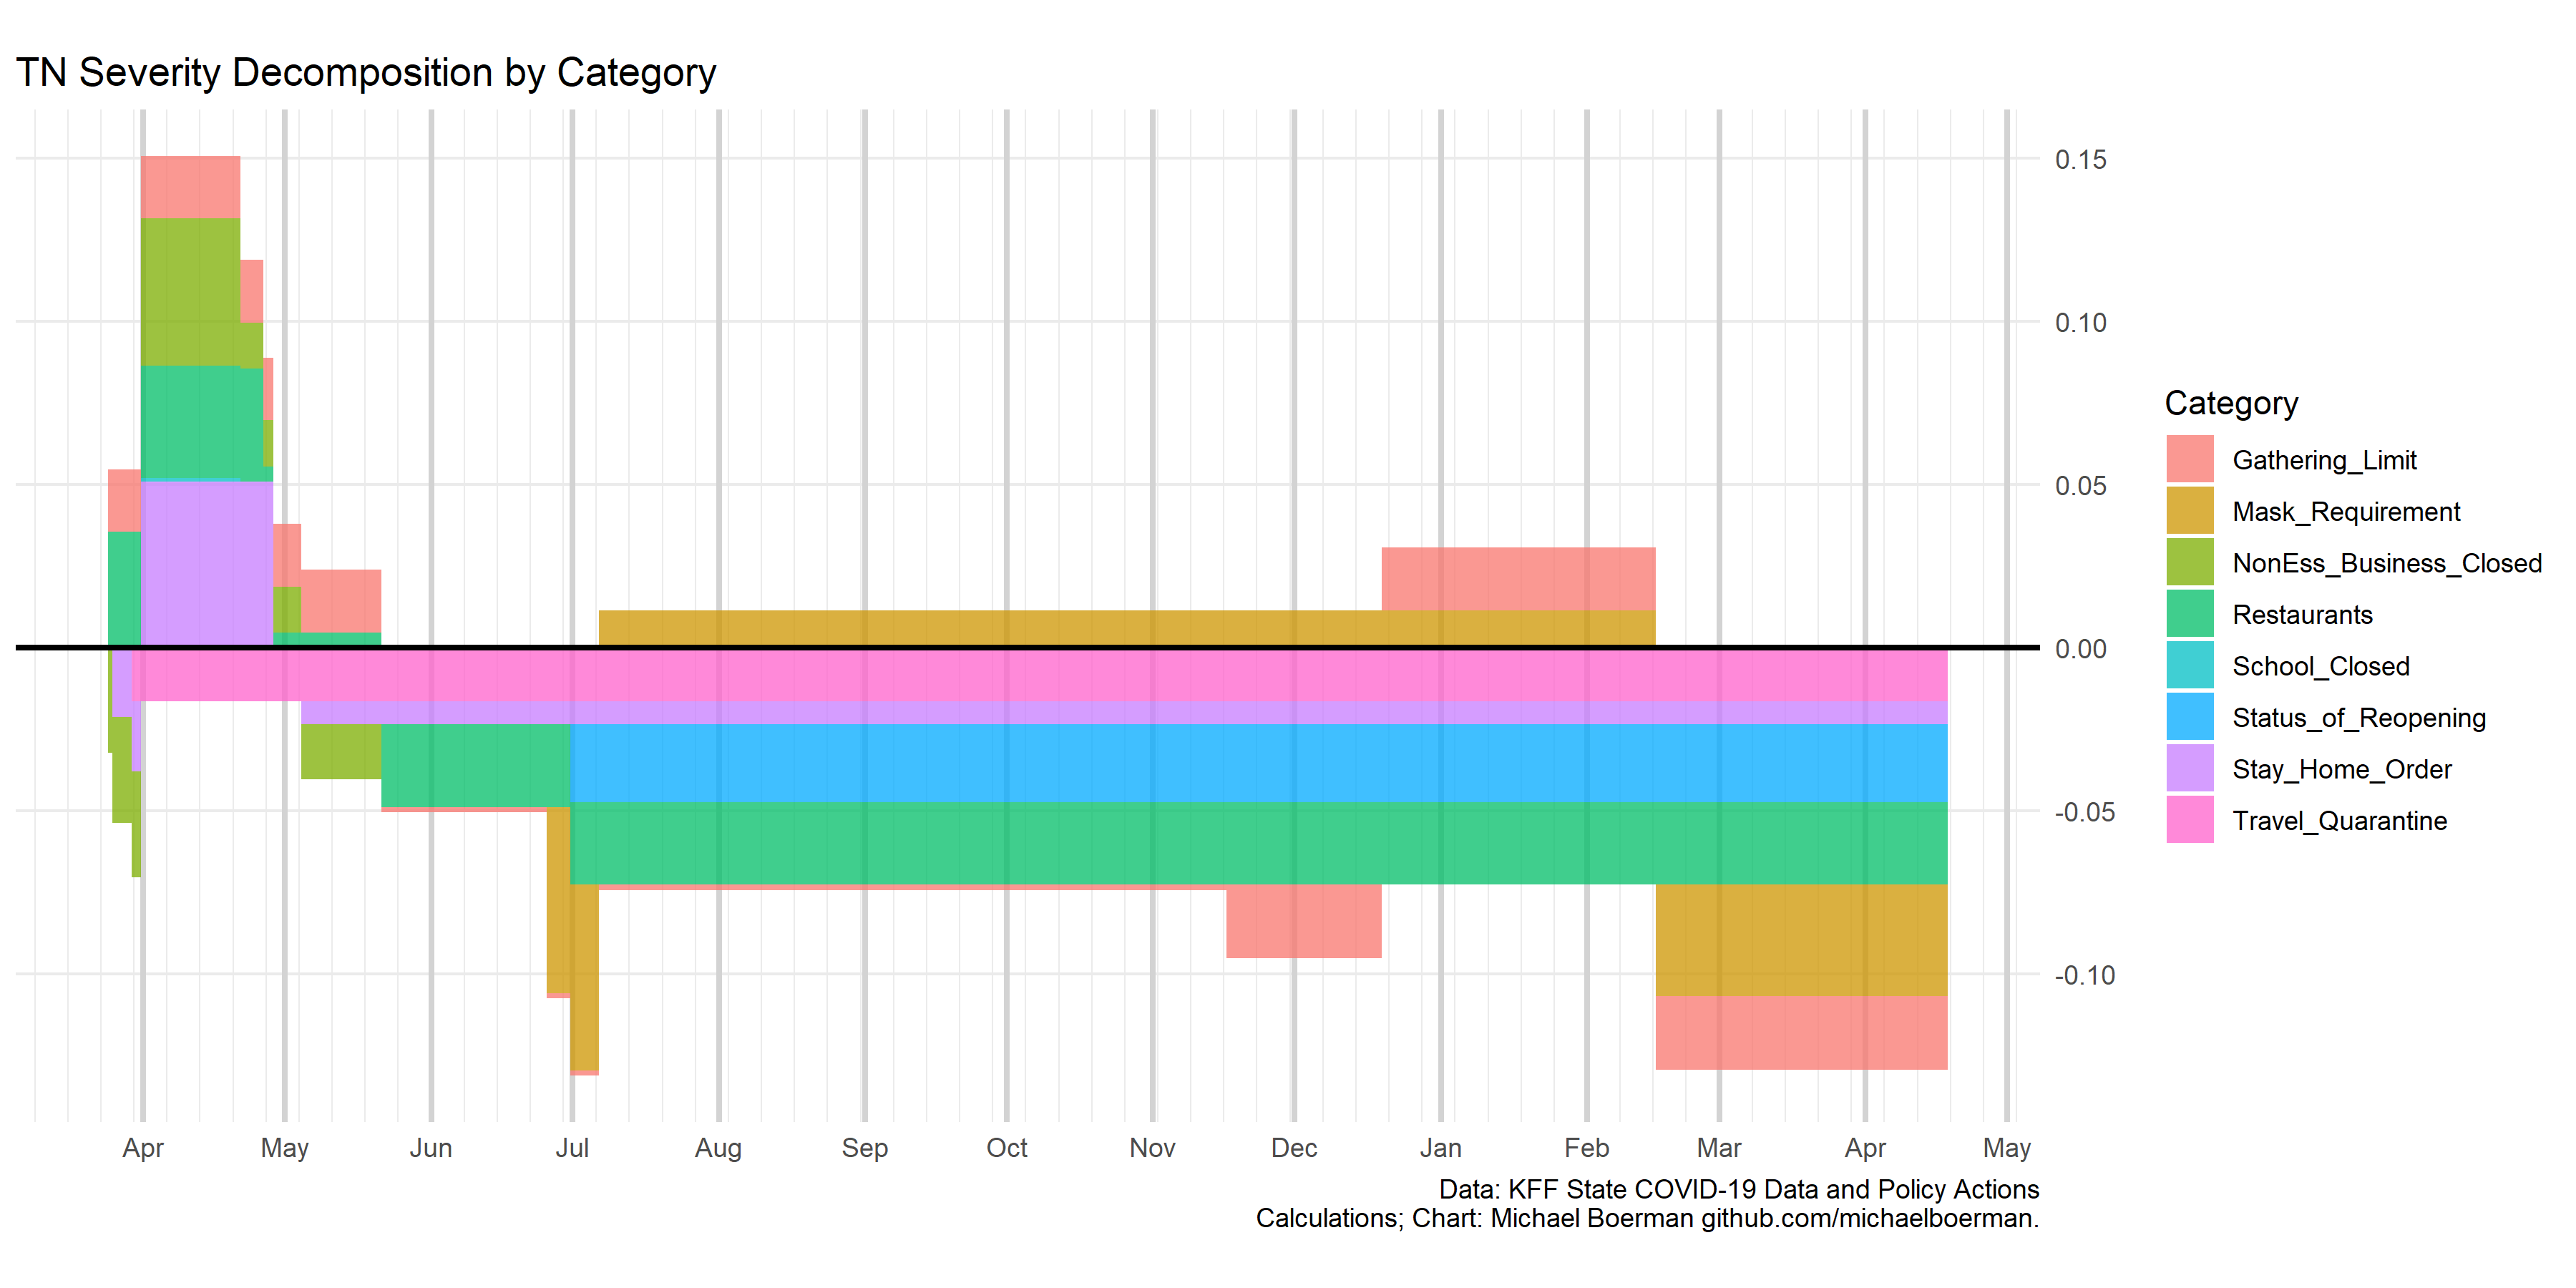 TN Severity Decomposition by Category
0.15
0.10
0.05
0.00
-0.05
-0.10
Apr May Jun Jul Aug Sep Oct Nov Dec Jan Feb Mar Apr May
Data: KFF State COVID-19 Data and Policy Actions
Calculations; Chart: Michael Boerman github.com/michaelboerman.
Category
Gathering_Limit
Mask_Requirement
NonEss_Business_Closed
Restaurants
School_Closed
Status_of_Reopening
Stay_Home_Order
Travel_Quarantine